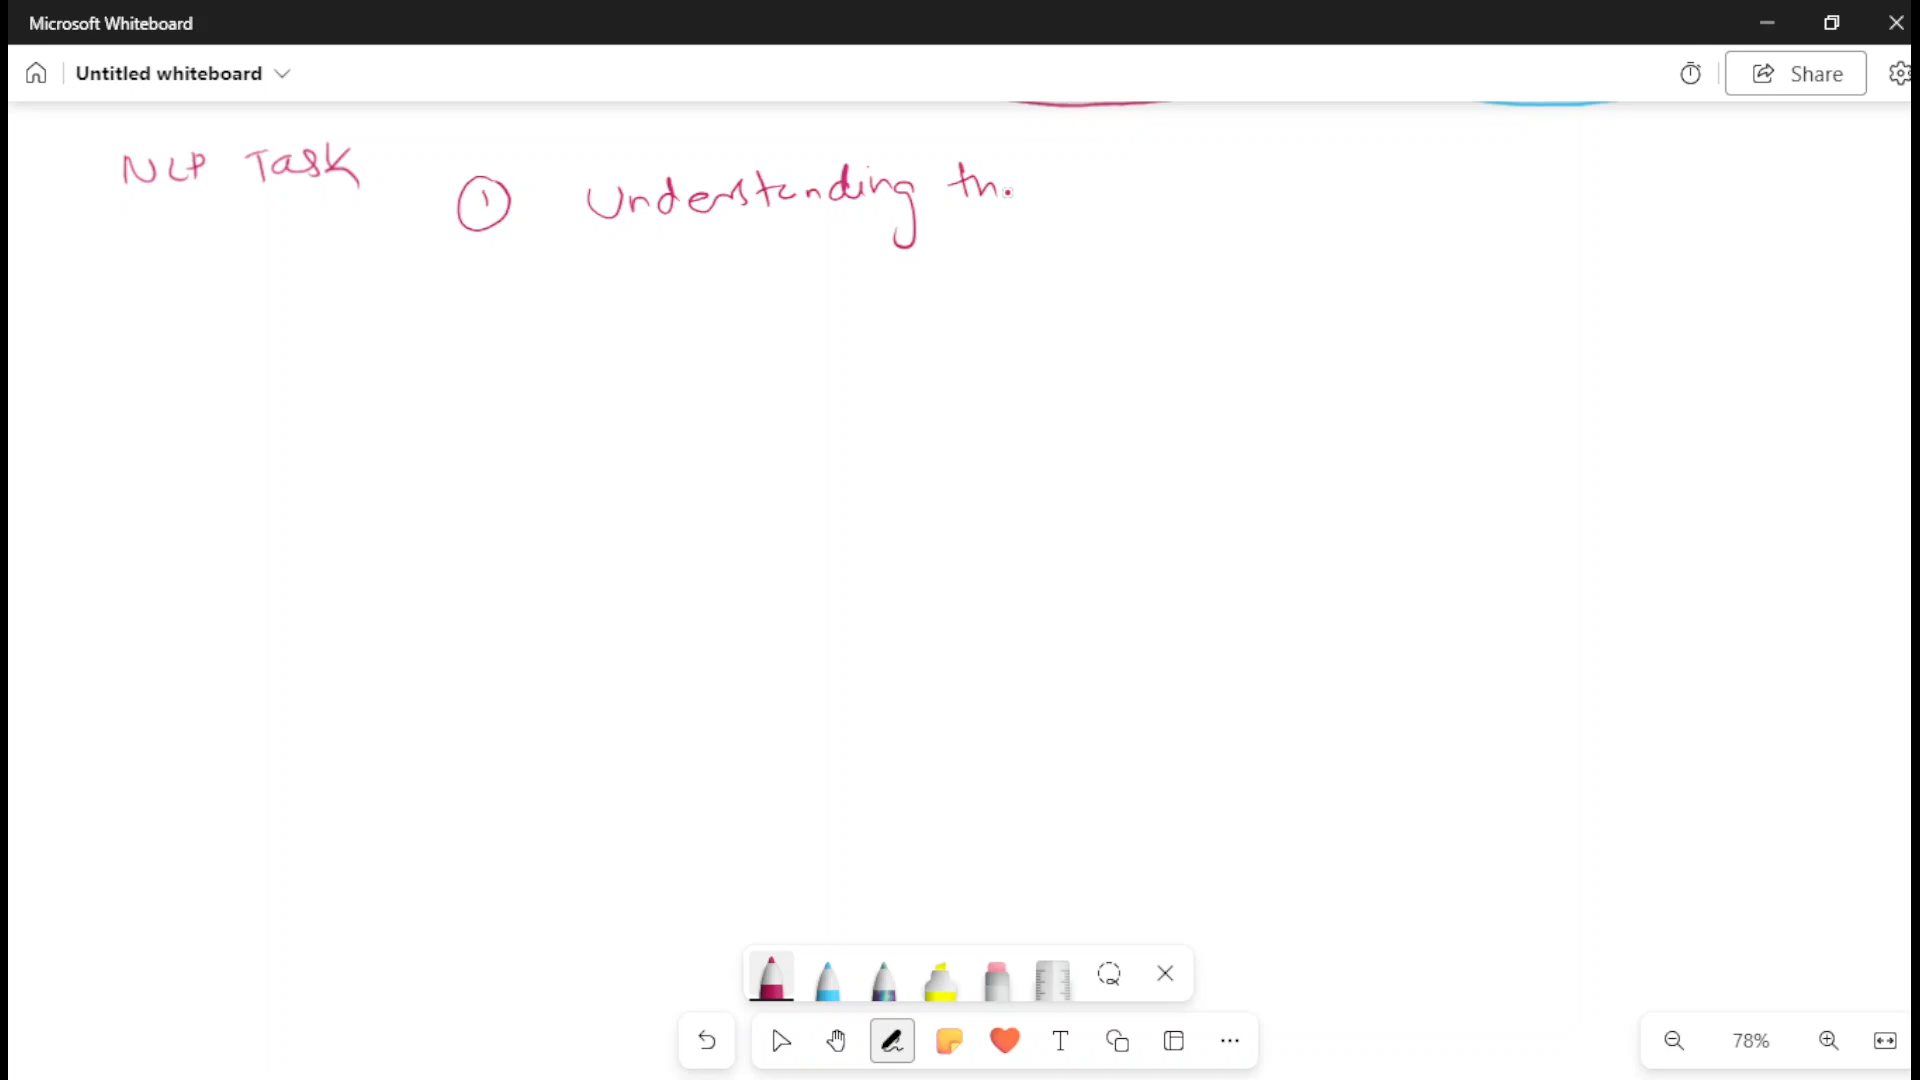 Microsoft Whiteboard
Untitled whiteboard
Share
NLP Task
① Understanding th
78%